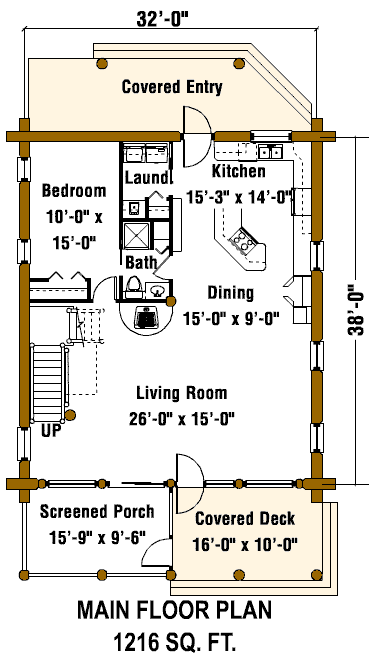 32'-0"
Covered Entry
Laund.
Kitchen
15'-3" x 14'-0"
Bedroom
10'-0" x
15'-0"
Bath
Dining
15'-0" x 9'-0"
38'-0"
Living Room
26'-0" x 15'-0"
UP
Screened Porch
15'-9" x 9'-6"
Covered Deck
16'-0" x 10'-0"
MAIN FLOOR PLAN
1216 SQ. FT.